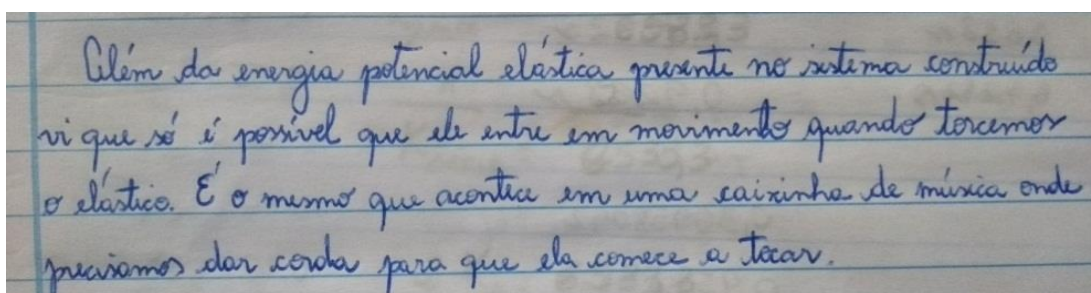 Além da energia potencial elástica presente no sistema construído
vi que só é possível que ele entre em movimento quando torcemos
o elástico. É o mesmo que acontece em uma caixinha de música onde
precisamos dar corda para que ela comece a tocar.